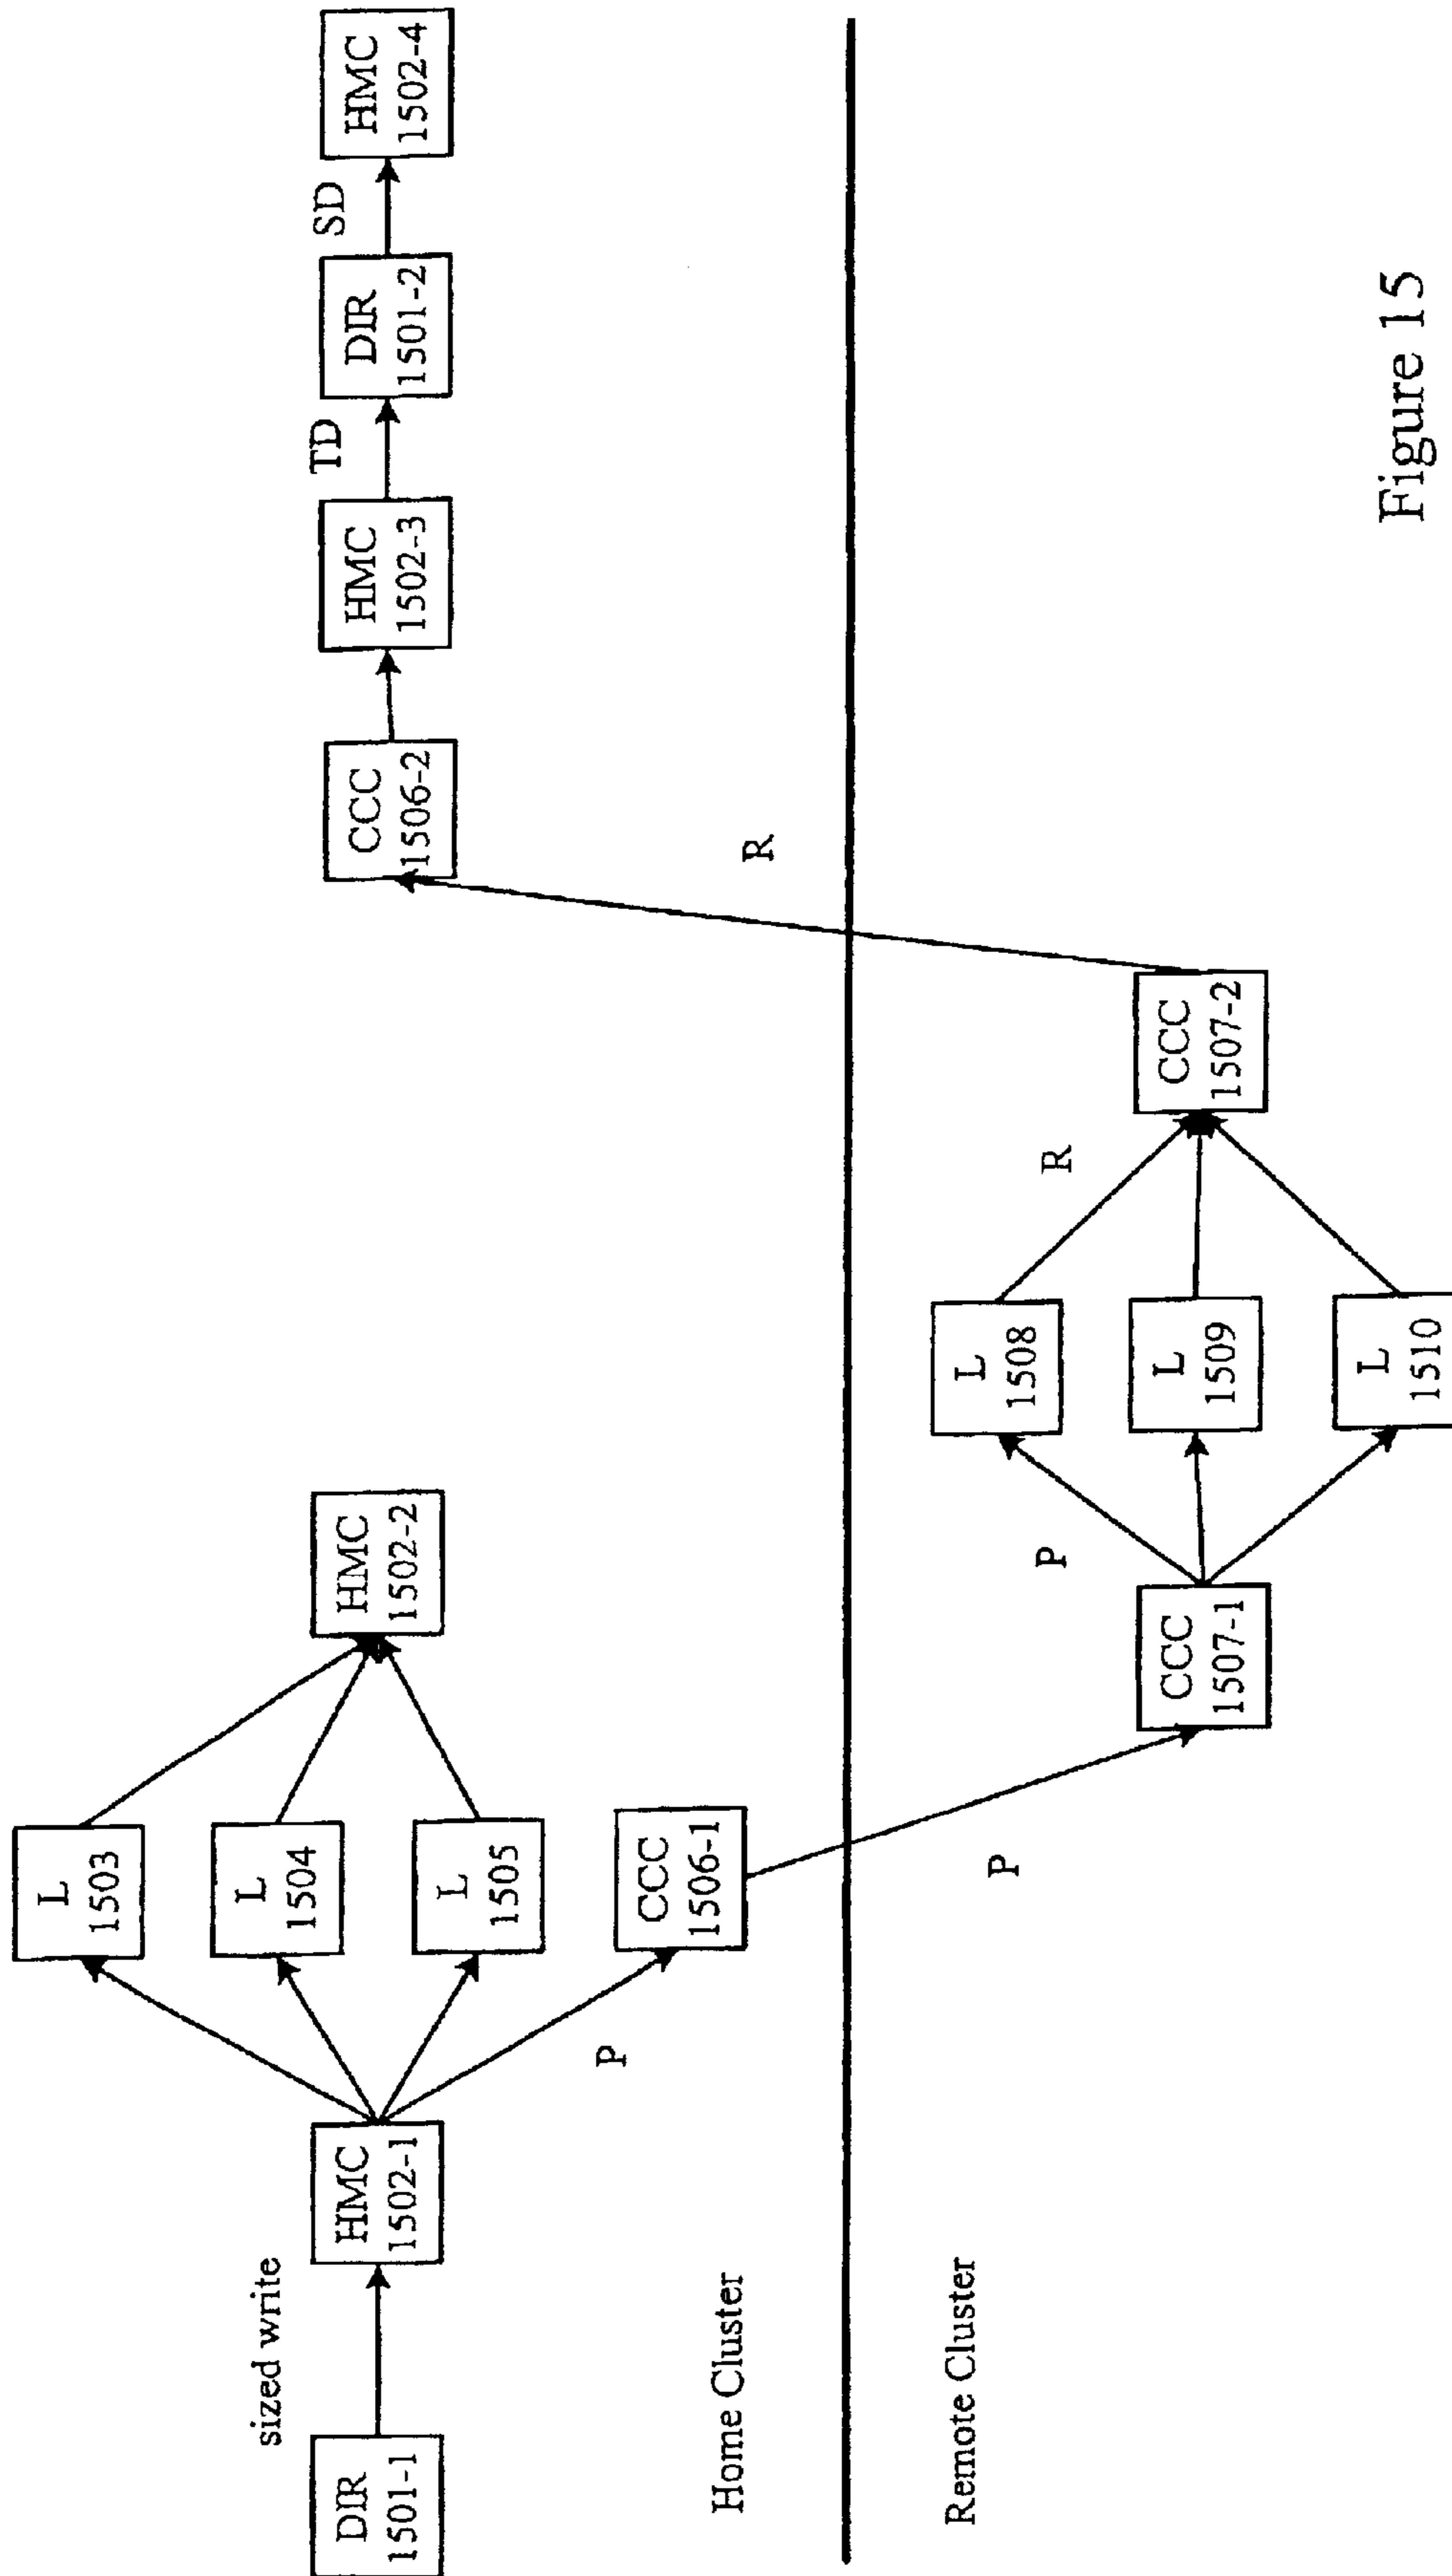 sized write
DIR
1501-1
HMC
1502-1
L
1503
L
1504
L
1505
P
CCC
1506-1
HMC
1502-2
CCC
1506-2
HMC
1502-3
TD
DIR
1501-2
SD
HMC
1502-4
Home Cluster
R
Remote Cluster
P
CCC
1507-1
P
L
1508
L
1509
L
1510
R
CCC
1507-2
Figure 15